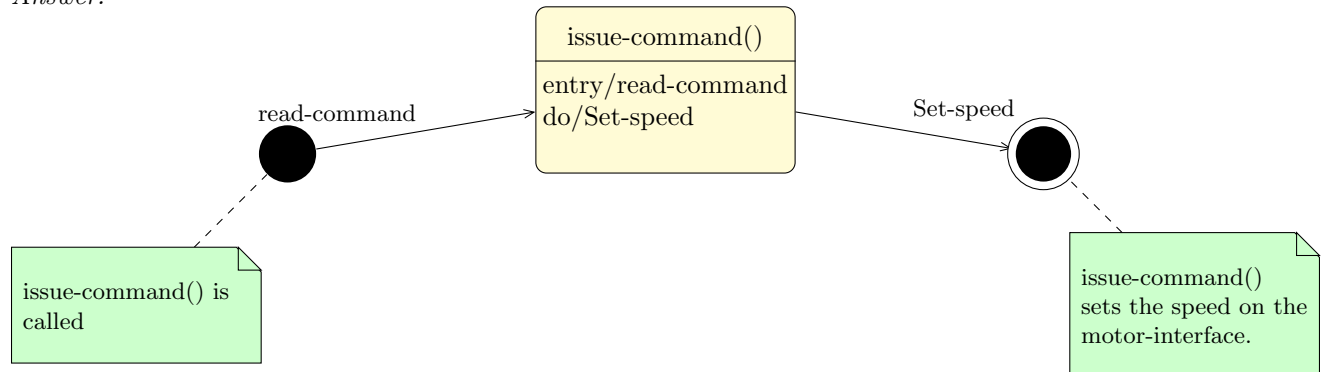 Answer:
issue-command()
entry/read-command
do/Set-speed
read-command
Set-speed
issue-command() is
called
issue-command()
sets the speed on the
motor-interface.